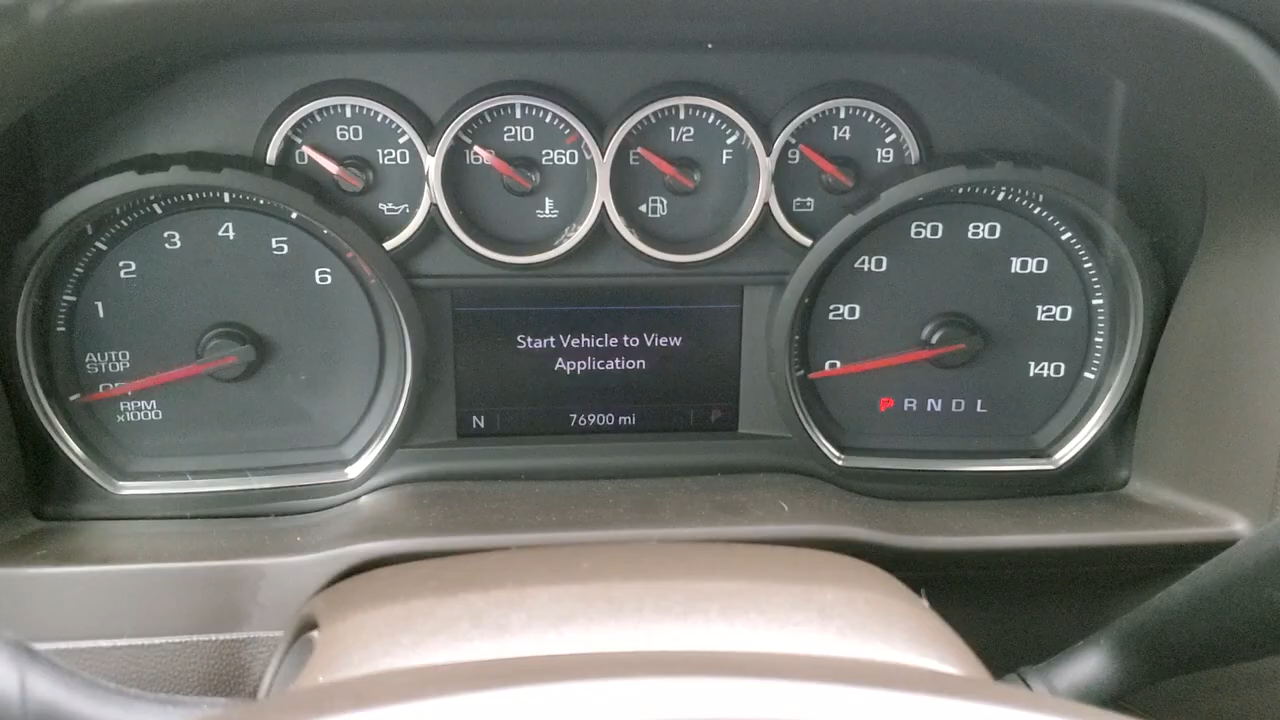 0 60 120
160 210 260
E 1/2 F
9 14 19
1 2 3 4 5 6
AUTO
STOP
OFF
RPM
x1000
Start Vehicle to View
Application
N 76900 mi P
0 20 40 60 80 100 120 140
P R N D L